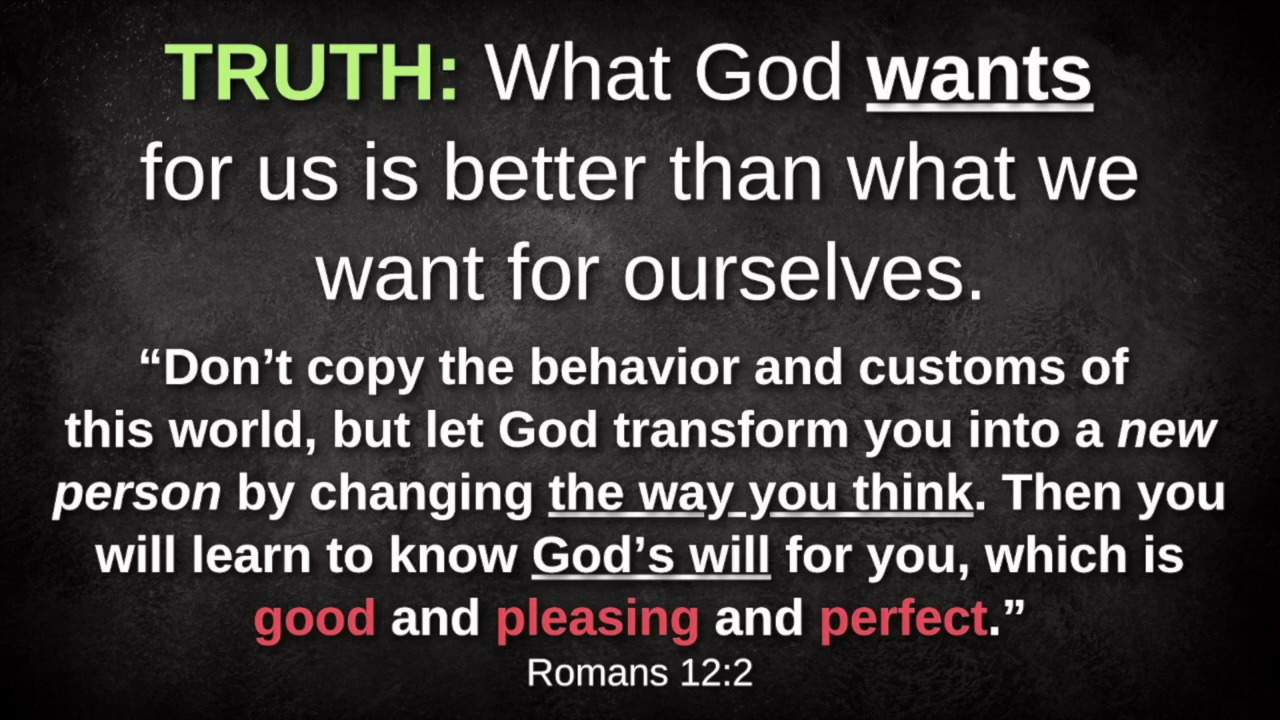 TRUTH: What God wants
for us is better than what we
want for ourselves.
“Don’t copy the behavior and customs of
this world, but let God transform you into a new
person by changing the way you think. Then you
will learn to know God’s will for you, which is
good and pleasing and perfect.”
Romans 12:2